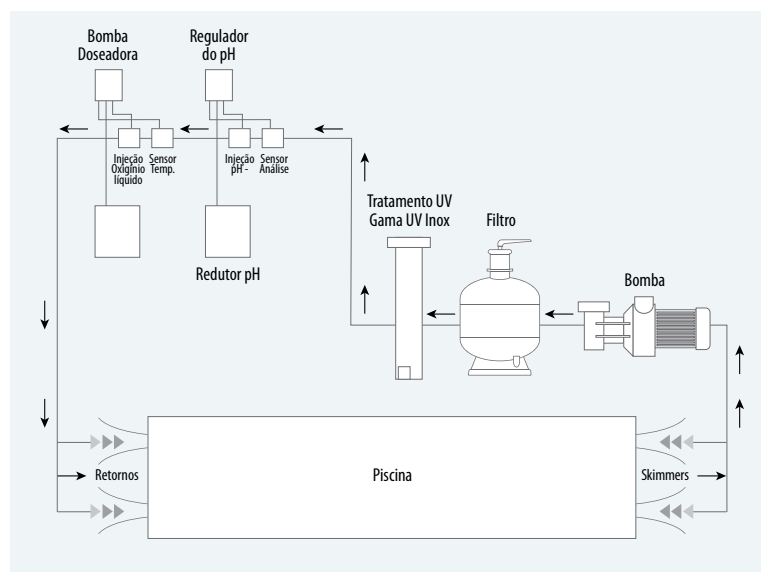 Bomba
Doseadora
Regulador
do pH
Injeção
Oxigínio
líquido
Sensor
Temp.
Injeção
pH -
Sensor
Análise
Redutor pH
Tratamento UV
Gama UV Inox
Filtro
Bomba
Retornos
Piscina
Skimmers